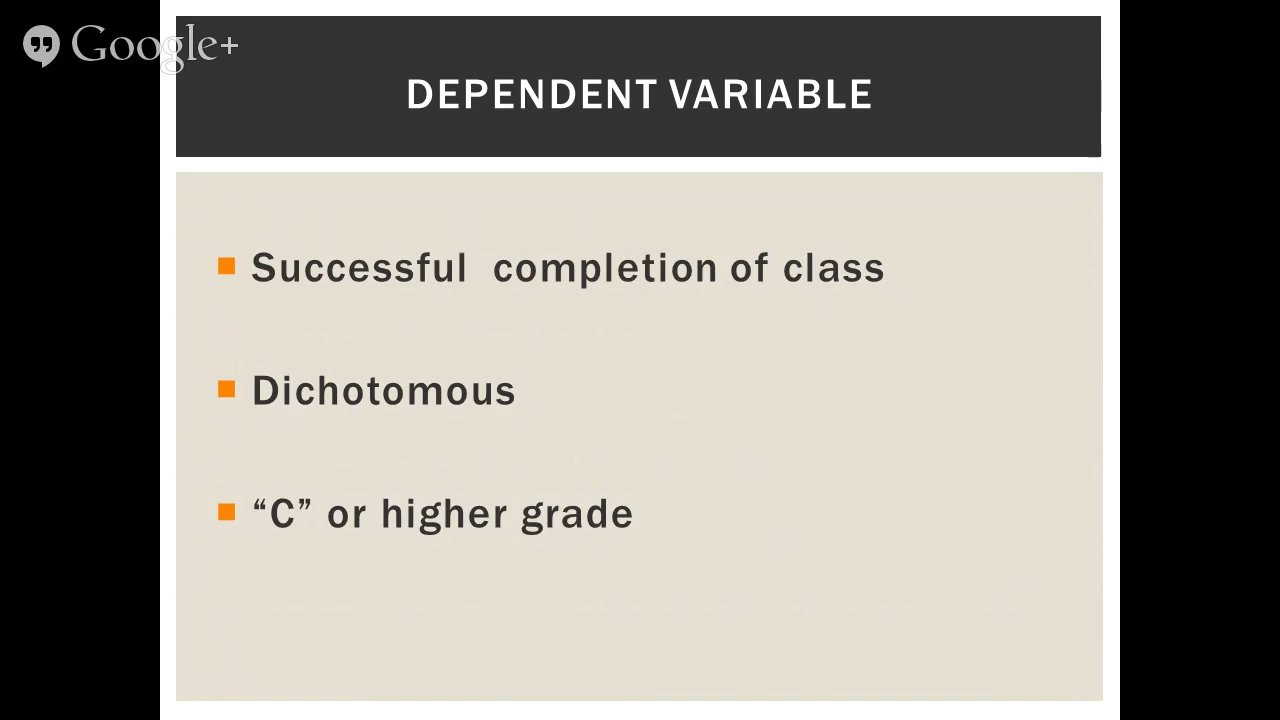 Google+
DEPENDENT VARIABLE
Successful completion of class
Dichotomous
“C” or higher grade